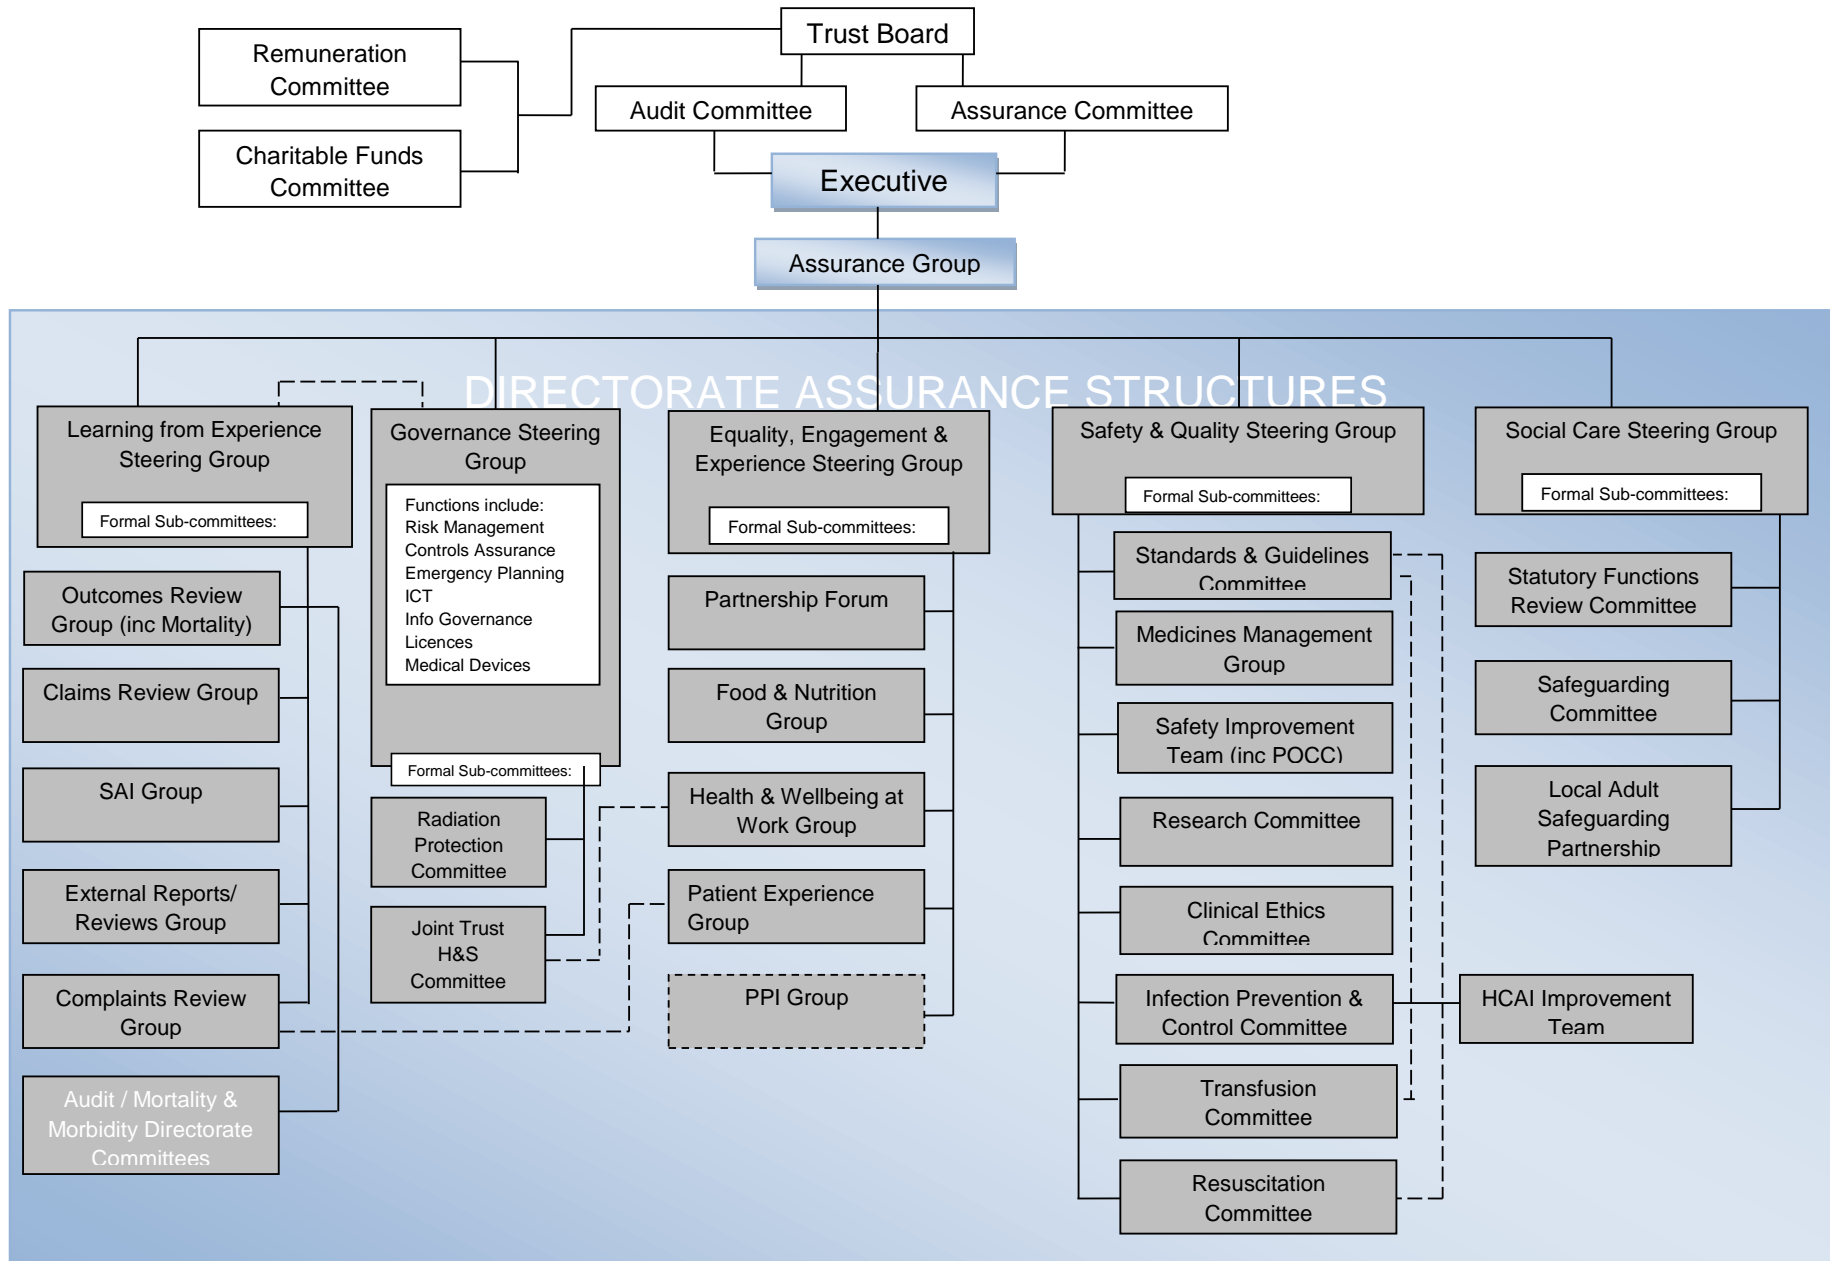 Trust Board
Remuneration
Committee
Audit Committee
Assurance Committee
Charitable Funds
Committee
Executive
Assurance Group
DIRECTORATE ASSURANCE STRUCTURES
Learning from Experience
Steering Group
Formal Sub-committees:
Outcomes Review
Group (inc Mortality)
Claims Review Group
SAI Group
External Reports/
Reviews Group
Complaints Review
Group
Audit / Mortality &
Morbidity Directorate
Committees
Governance Steering
Group
Functions include:
Risk Management
Controls Assurance
Emergency Planning
ICT
Info Governance
Licences
Medical Devices
Formal Sub-committees:
Radiation
Protection
Committee
Joint Trust
H&S
Committee
Equality, Engagement &
Experience Steering Group
Formal Sub-committees:
Partnership Forum
Food & Nutrition
Group
Health & Wellbeing at
Work Group
Patient Experience
Group
PPI Group
Safety & Quality Steering Group
Formal Sub-committees:
Standards & Guidelines
Committee
Medicines Management
Group
Safety Improvement
Team (inc POCC)
Research Committee
Clinical Ethics
Committee
Infection Prevention &
Control Committee
HCAI Improvement
Team
Transfusion
Committee
Resuscitation
Committee
Social Care Steering Group
Formal Sub-committees:
Statutory Functions
Review Committee
Safeguarding
Committee
Local Adult
Safeguarding
Partnership